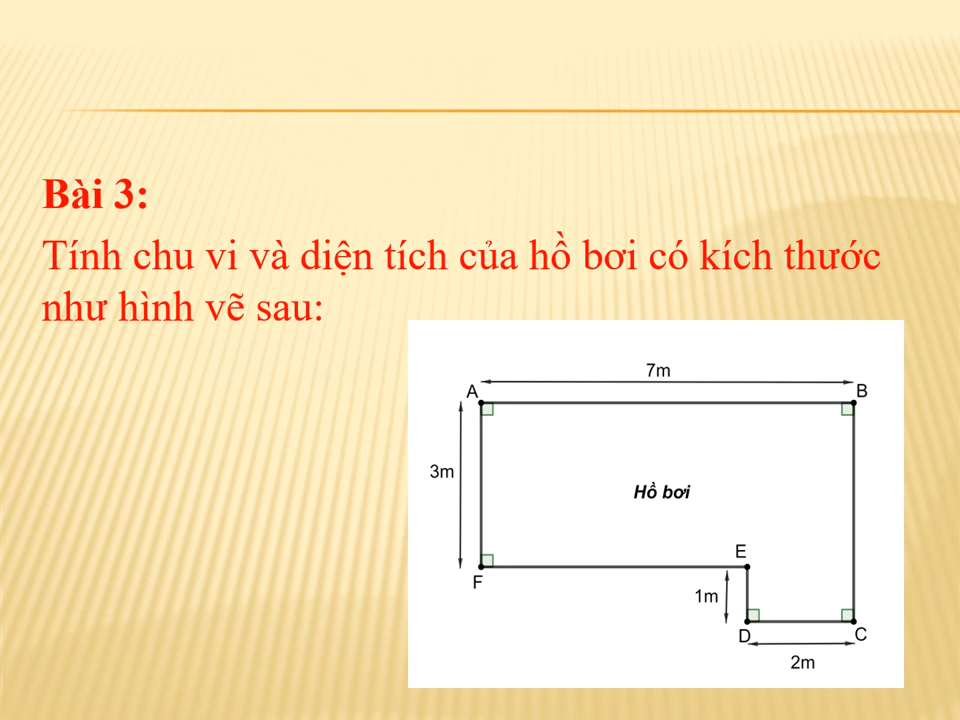 Bài 3:
Tính chu vi và diện tích của hồ bơi có kích thước
như hình vẽ sau:
7m
A
B
3m
Hồ bơi
E
F
1m
D
C
2m